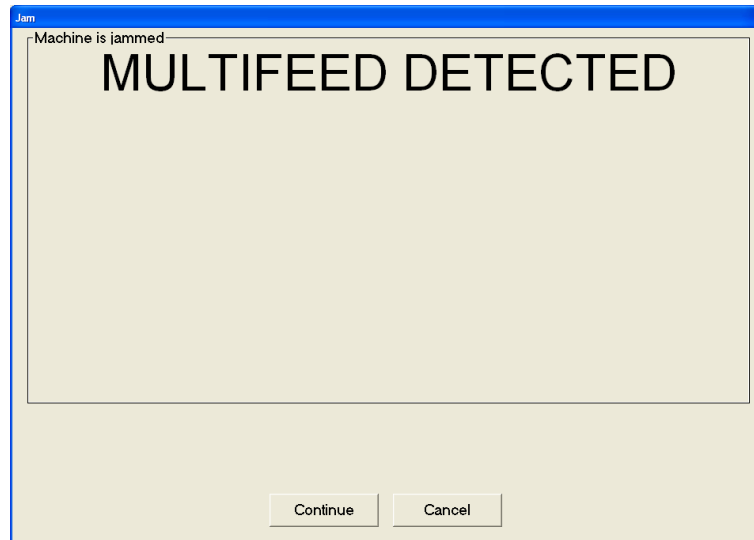 Jam
Machine is jammed
MULTIFEED DETECTED
Continue
Cancel